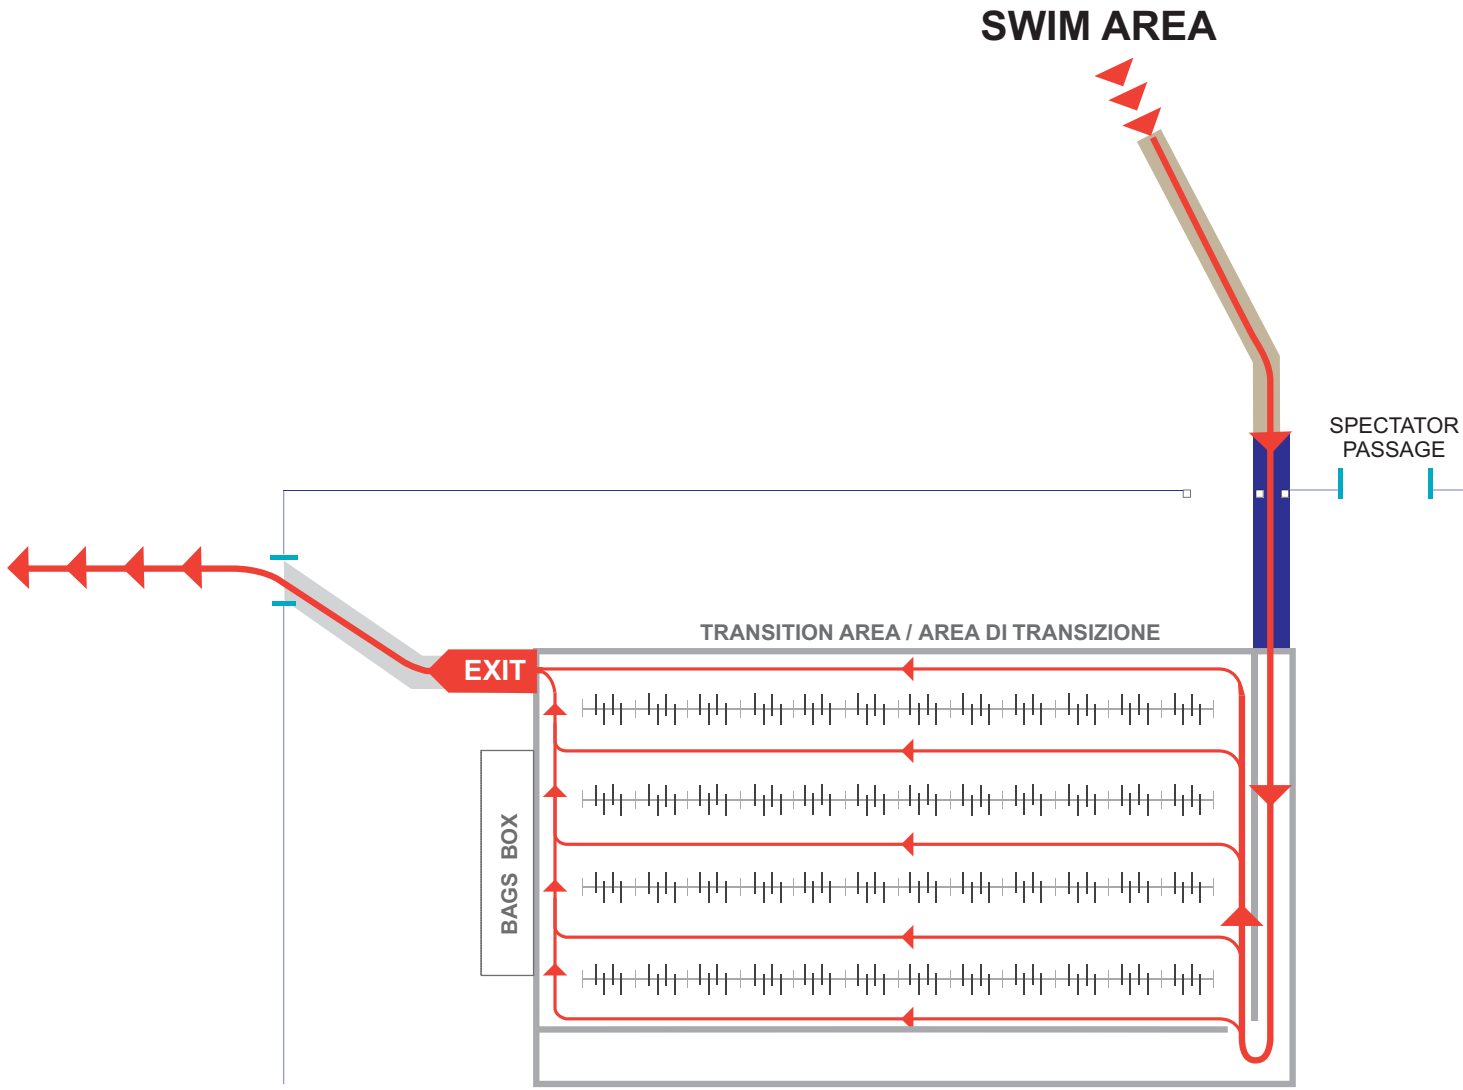 SWIM AREA
SPECTATOR
PASSAGE
TRANSITION AREA / AREA DI TRANSIZIONE
EXIT
BAGS BOX